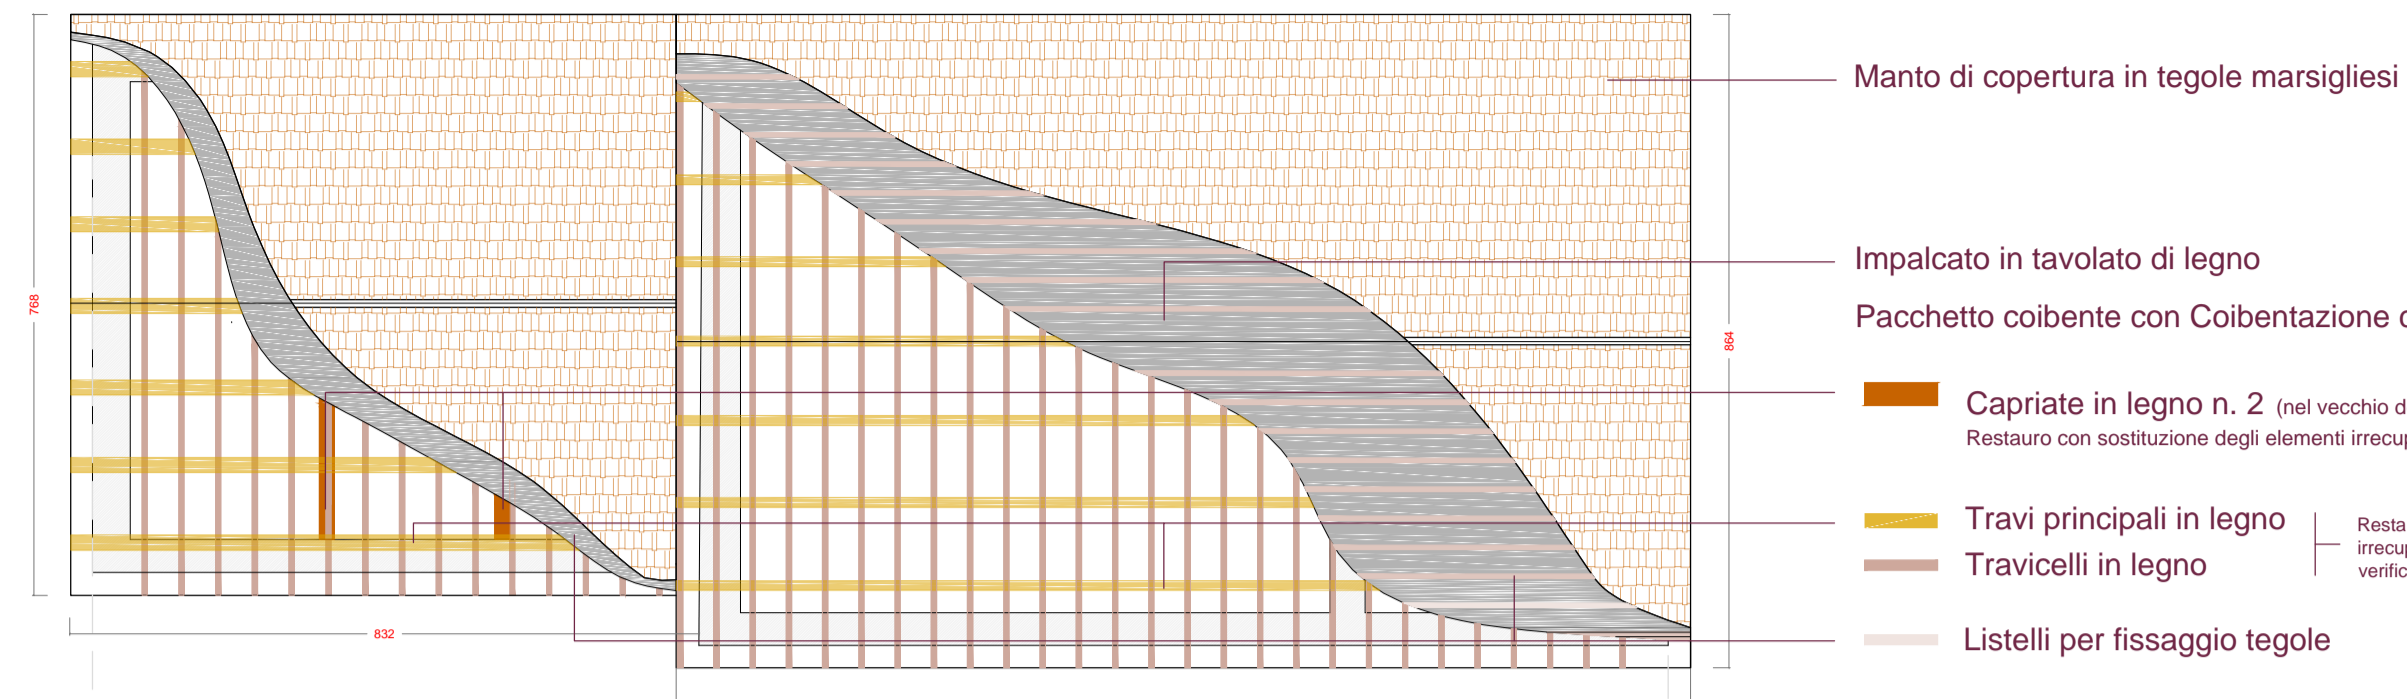 Manto di copertura in tegole marsigliesi
Impalcato in tavolato di legno
Pacchetto coibente con Coibentazione
768
864
Capriate in legno n. 2 (nel vecchio
Restauro con sostituzione degli elementi
Travi principali in legno
Travicelli in legno
Listelli per fissaggio tegole
832